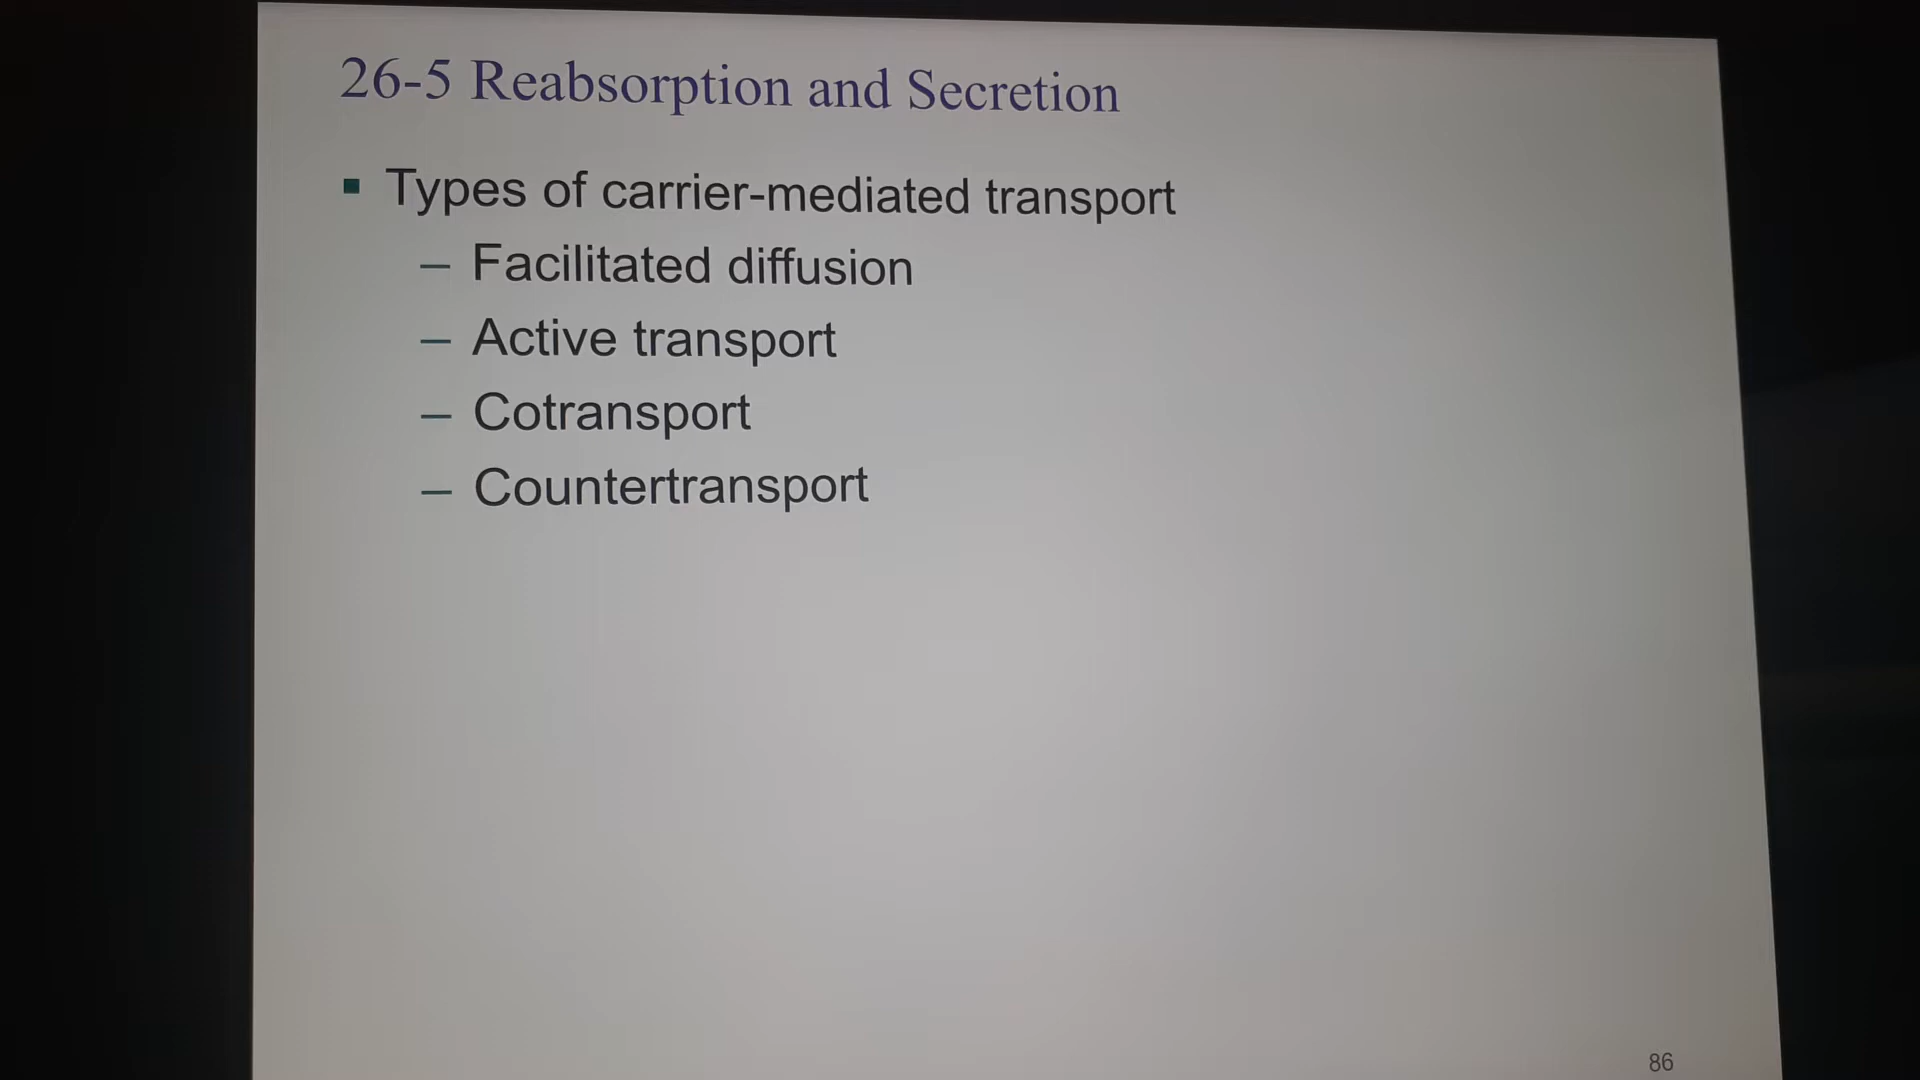 26-5 Reabsorption and Secretion
▪ Types of carrier-mediated transport
– Facilitated diffusion
– Active transport
– Cotransport
– Countertransport
86